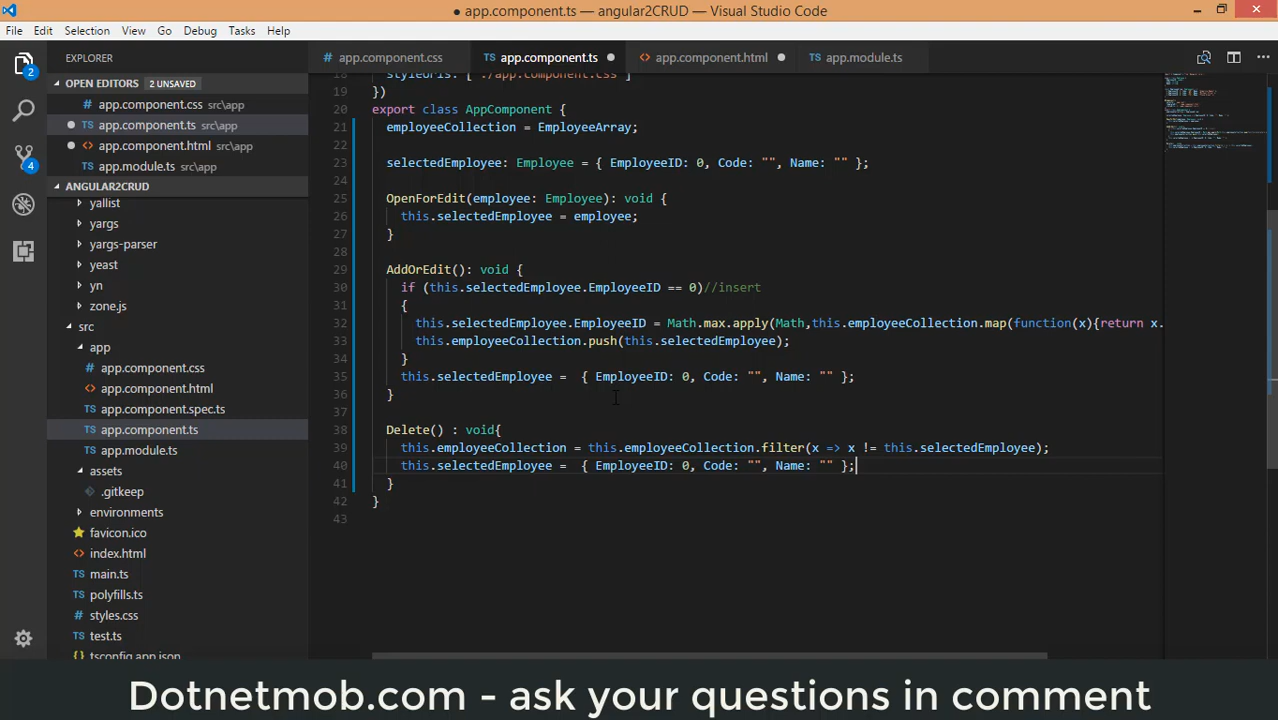 ● app.component.ts — angular2CRUD — Visual Studio Code
File Edit Selection View Go Debug Tasks Help
EXPLORER
app.component.css
TS app.component.ts
app.component.html
TS app.module.ts
OPEN EDITORS 2 UNSAVED
app.component.css src\app
TS app.component.ts src\app
app.component.html src\app
TS app.module.ts src\app
ANGULAR2CRUD
yallist
yargs
yargs-parser
yeast
yn
zone.js
src
app
# app.component.css
<> app.component.html
TS app.component.spec.ts
TS app.component.ts
TS app.module.ts
assets
.gitkeep
environments
favicon.ico
<> index.html
TS main.ts
TS polyfills.ts
# styles.css
TS test.ts
{} tsconfig.app.json
2
4
18 styleUrls: ['./app.component.css']
19 })
20 export class AppComponent {
21 employeeCollection = EmployeeArray;
22
23 selectedEmployee: Employee = { EmployeeID: 0, Code: "", Name: "" };
24
25 OpenForEdit(employee: Employee): void {
26 this.selectedEmployee = employee;
27 }
28
29 AddOrEdit(): void {
30 if (this.selectedEmployee.EmployeeID == 0)//insert
31 {
32 this.selectedEmployee.EmployeeID = Math.max.apply(Math,this.employeeCollection.map(function(x){return x.
33 this.employeeCollection.push(this.selectedEmployee);
34 }
35 this.selectedEmployee = { EmployeeID: 0, Code: "", Name: "" };
36 }
37
38 Delete() : void{
39 this.employeeCollection = this.employeeCollection.filter(x => x != this.selectedEmployee);
40 this.selectedEmployee = { EmployeeID: 0, Code: "", Name: "" };
41 }
42 }
43
Dotnetmob.com - ask your questions in comment